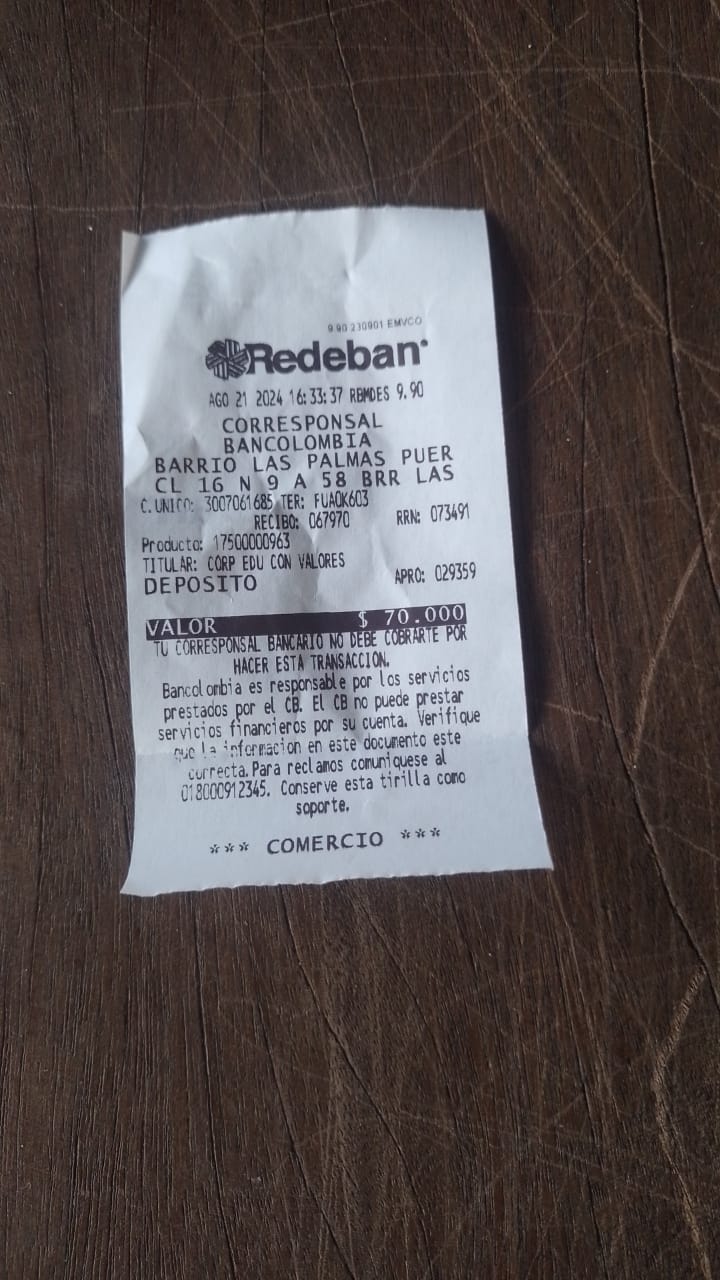 9.90 230901 EMVCO
Redeban
AGO 21 2024 16:33:37 RBMDES 9.90
CORRESPONSAL
BANCOLOMBIA
BARRIO LAS PALMAS PUER
CL 16 N 9 A 58 BRR LAS
C.UNICO: 3007061685 TER: FUAOK603
RECIBO: 067970 RRN: 073491
Producto: 17500000963
TITULAR: CORP EDU CON VALORES
DEPOSITO APRO: 029359
VALOR $ 70.000
TU CORRESPONSAL BANCARIO NO DEBE COBRARTE POR
HACER ESTA TRANSACCION.
Bancolombia es responsable por los servicios
prestados por el CB. El CB no puede prestar
servicios financieros por su cuenta. Verifique
que la informacion en este documento este
correcta. Para reclamos comuniquese al
018000912345. Conserve esta tirilla como
soporte.
*** COMERCIO ***